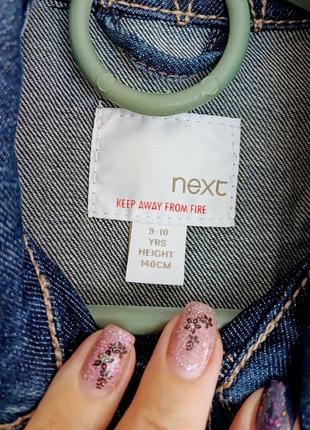 next
KEEP AWAY FROM FIRE
9-10
YRS
HEIGHT
140CM